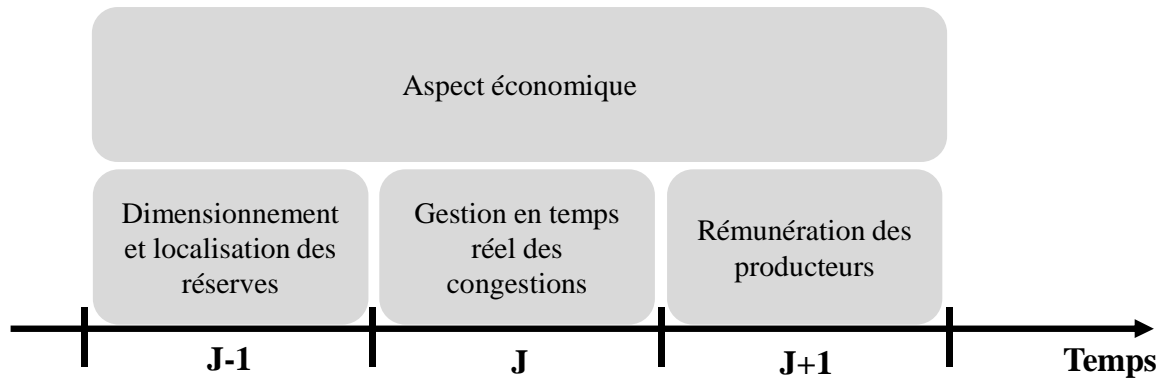 Aspect économique
Dimensionnement
et localisation des
réserves
Gestion en temps
réel des
congestions
Rémunération des
producteurs
J-1
J
J+1
Temps